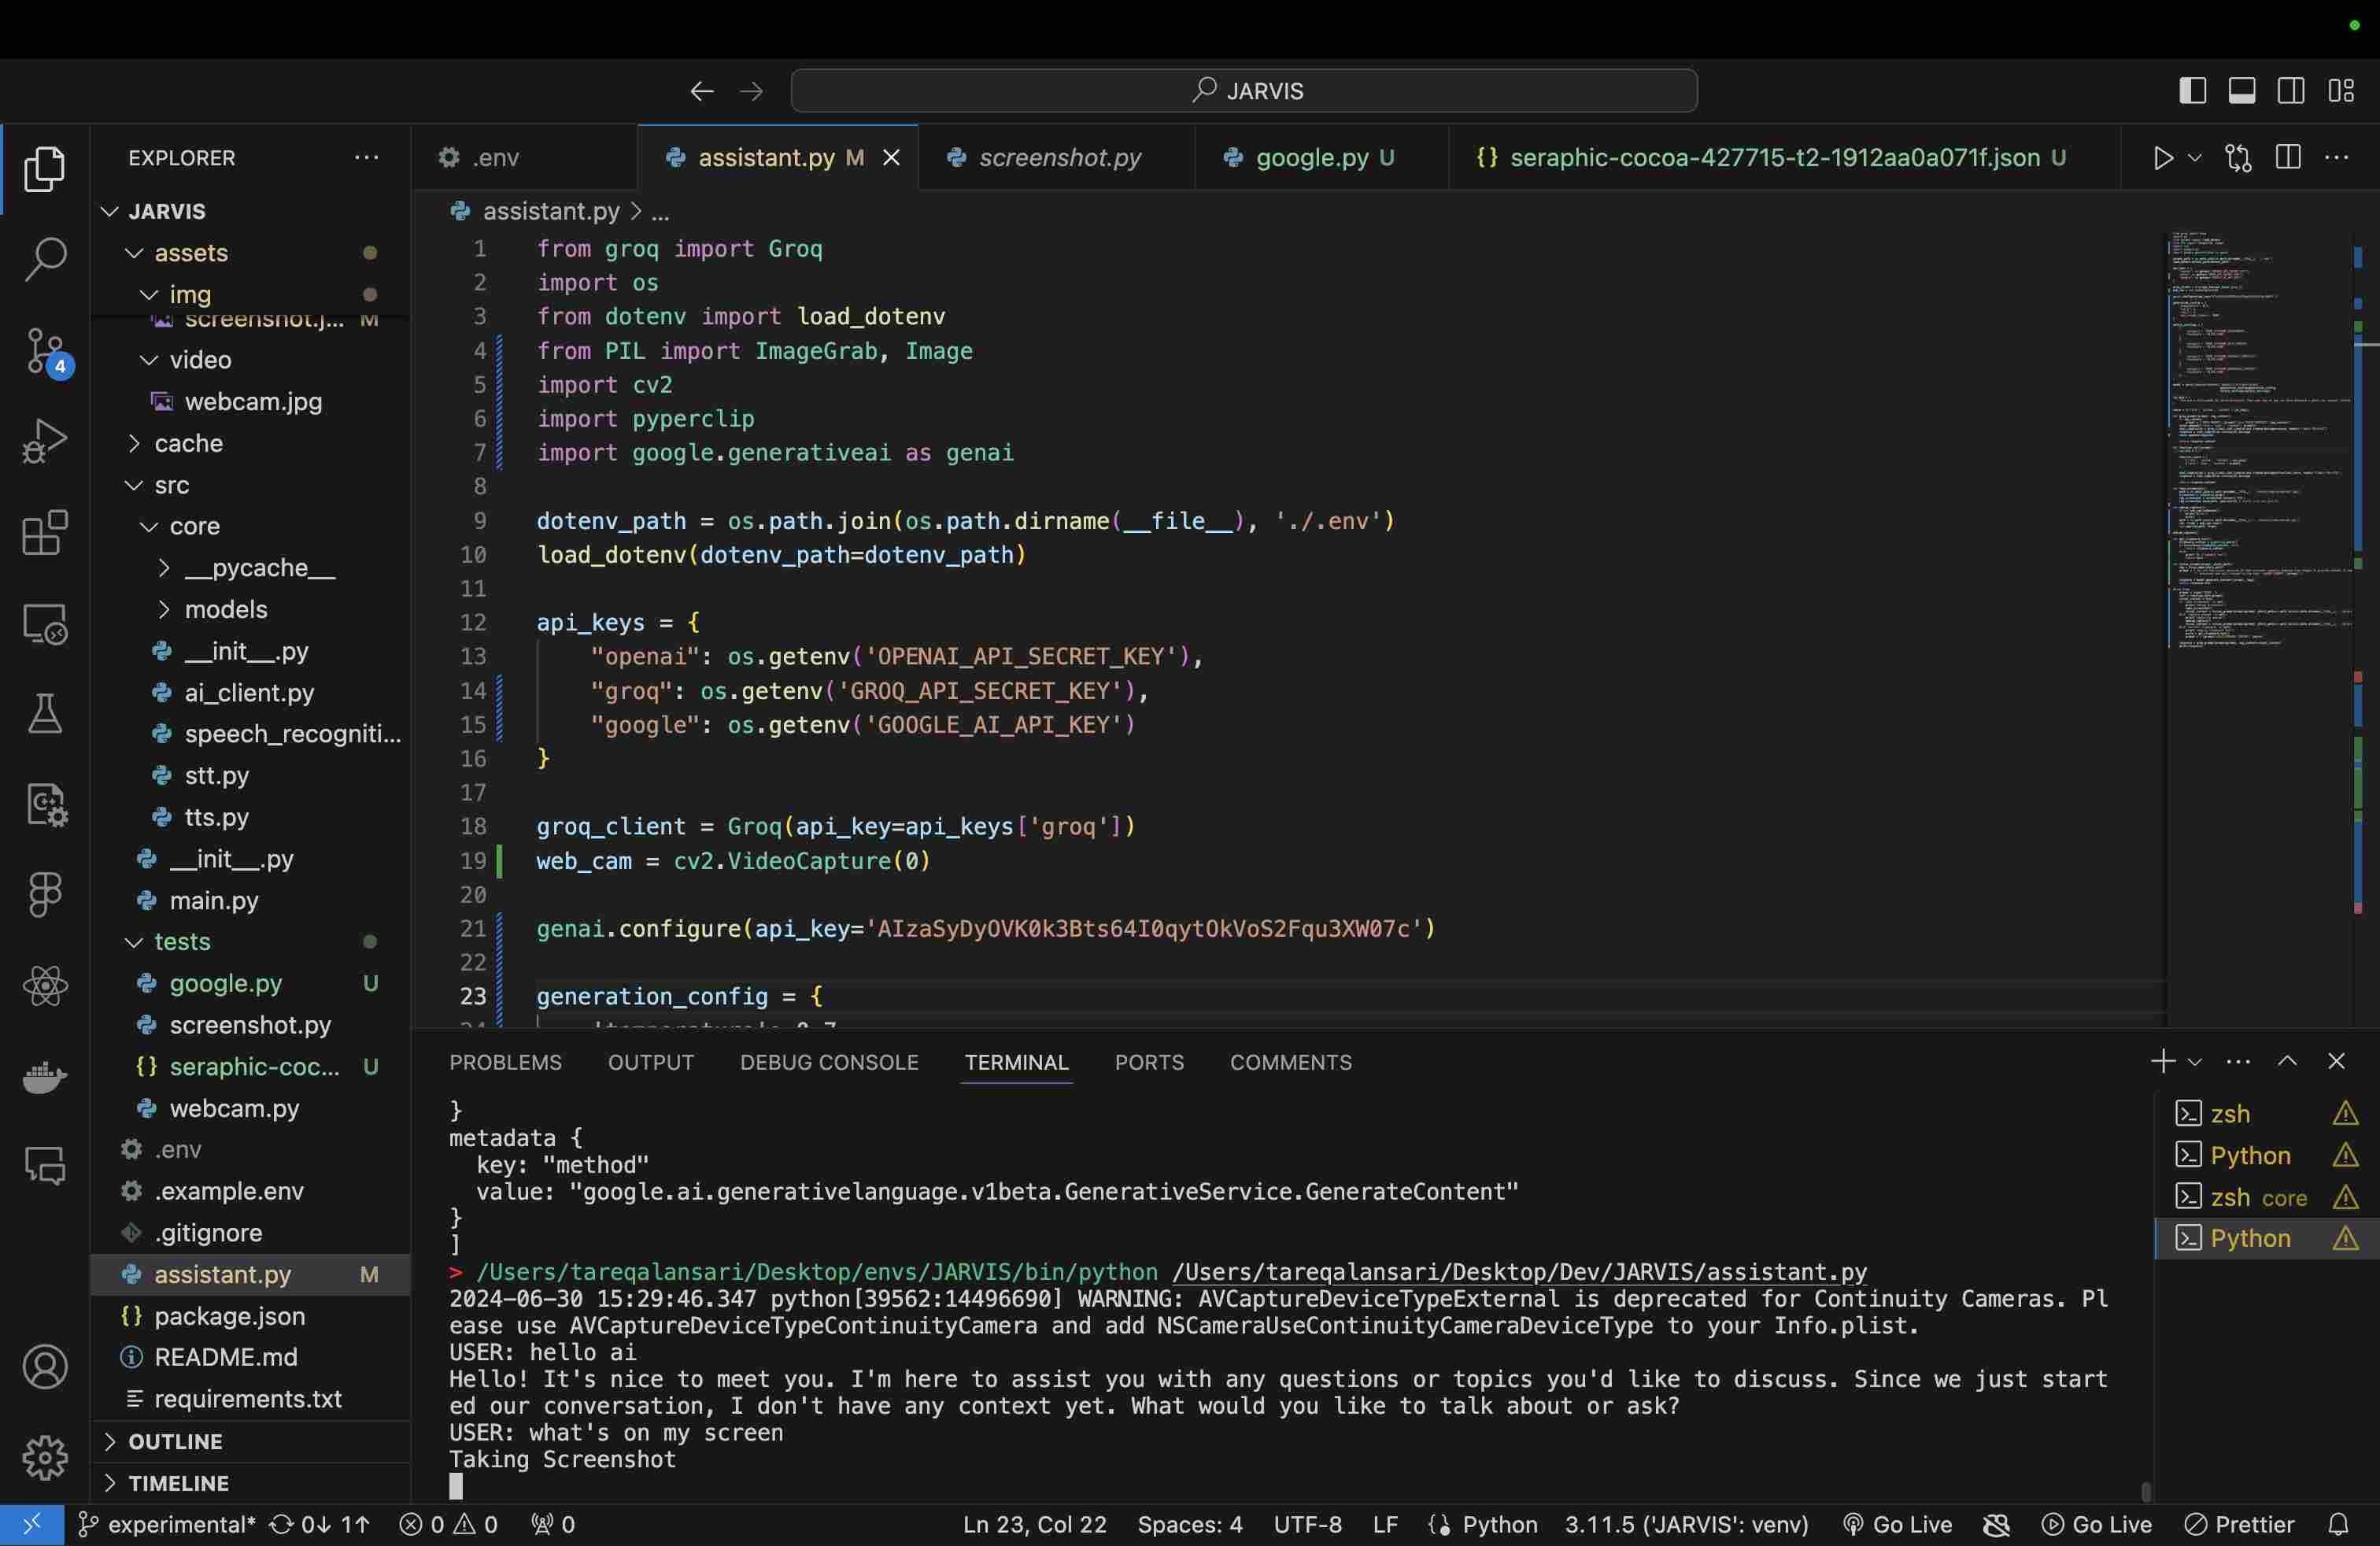 JARVIS
EXPLORER
.env
assistant.py M
screenshot.py
google.py U
seraphic-cocoa-427715-t2-1912aa0a071f.json U
JARVIS
assets
img
screenshot.j... M
video
webcam.jpg
cache
src
core
__pycache__
models
__init__.py
ai_client.py
speech_recogniti...
stt.py
tts.py
__init__.py
main.py
tests
google.py U
screenshot.py
seraphic-coc... U
webcam.py
.env
.example.env
.gitignore
assistant.py M
package.json
README.md
requirements.txt
OUTLINE
TIMELINE
4
assistant.py > ...
1 from groq import Groq
2 import os
3 from dotenv import load_dotenv
4 from PIL import ImageGrab, Image
5 import cv2
6 import pyperclip
7 import google.generativeai as genai
8
9 dotenv_path = os.path.join(os.path.dirname(__file__), './.env')
10 load_dotenv(dotenv_path=dotenv_path)
11
12 api_keys = {
13 "openai": os.getenv('OPENAI_API_SECRET_KEY'),
14 "groq": os.getenv('GROQ_API_SECRET_KEY'),
15 "google": os.getenv('GOOGLE_AI_API_KEY')
16 }
17
18 groq_client = Groq(api_key=api_keys['groq'])
19 web_cam = cv2.VideoCapture(0)
20
21 genai.configure(api_key='AIzaSyDyOVK0k3Bts64I0qytOkVoS2Fqu3XW07c')
22
23 generation_config = {
PROBLEMS OUTPUT DEBUG CONSOLE TERMINAL PORTS COMMENTS
}
metadata {
key: "method"
value: "google.ai.generativelanguage.v1beta.GenerativeService.GenerateContent"
}
]
> /Users/tareqalansari/Desktop/envs/JARVIS/bin/python /Users/tareqalansari/Desktop/Dev/JARVIS/assistant.py
2024-06-30 15:29:46.347 python[39562:14496690] WARNING: AVCaptureDeviceTypeExternal is deprecated for Continuity Cameras. Pl
ease use AVCaptureDeviceTypeContinuityCamera and add NSCameraUseContinuityCameraDeviceType to your Info.plist.
USER: hello ai
Hello! It's nice to meet you. I'm here to assist you with any questions or topics you'd like to discuss. Since we just start
ed our conversation, I don't have any context yet. What would you like to talk about or ask?
USER: what's on my screen
Taking Screenshot
zsh
Python
zsh core
Python
experimental* 0↓ 1↑ 0 0 0 Ln 23, Col 22 Spaces: 4 UTF-8 LF Python 3.11.5 ('JARVIS': venv) Go Live Go Live Prettier